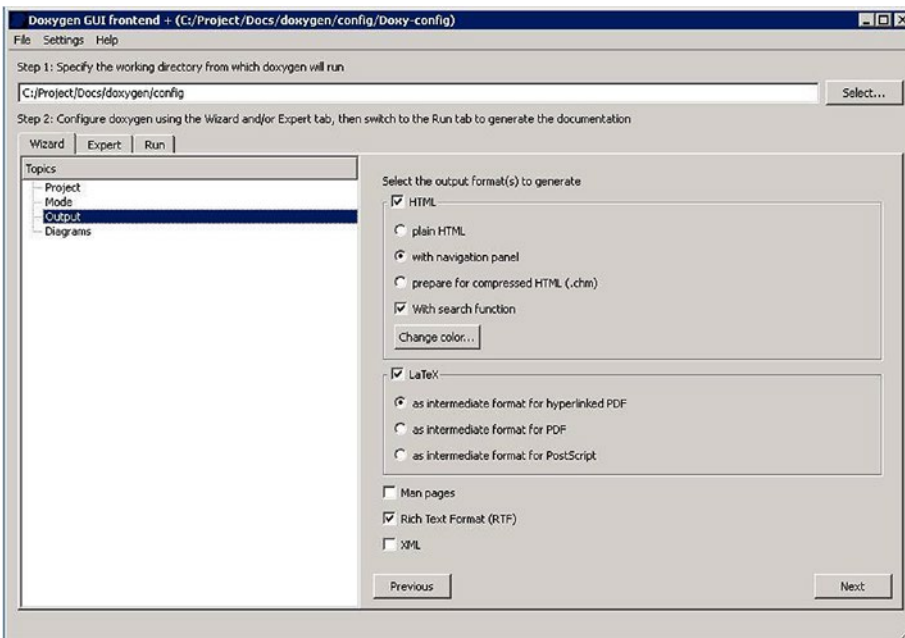 Doxygen GUI frontend + (C:/Project/Docs/doxygen/config/Doxy-config)
File Settings Help
Step 1: Specify the working directory from which doxygen will run
C:/Project/Docs/doxygen/config
Select...
Step 2: Configure doxygen using the Wizard and/or Expert tab, then switch to the Run tab to generate the documentation
Wizard Expert Run
Topics
Project
Mode
Output
Diagrams
Select the output format(s) to generate
HTML
plain HTML
with navigation panel
prepare for compressed HTML (.chm)
With search function
Change color...
LaTeX
as intermediate format for hyperlinked PDF
as intermediate format for PDF
as intermediate format for PostScript
Man pages
Rich Text Format (RTF)
XML
Previous
Next